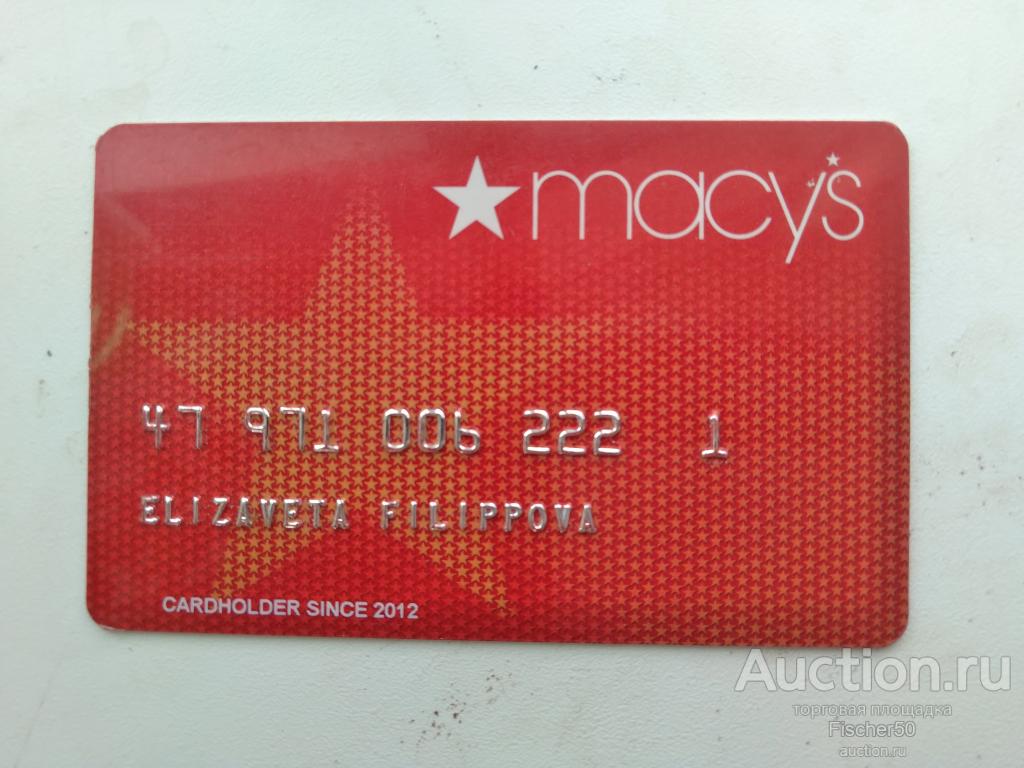 macy's
47 971 006 222 1
ELIZAVETA FILIPPOVA
CARDHOLDER SINCE 2012
Auction.ru
торговая площадка
Fischer50
auction.ru